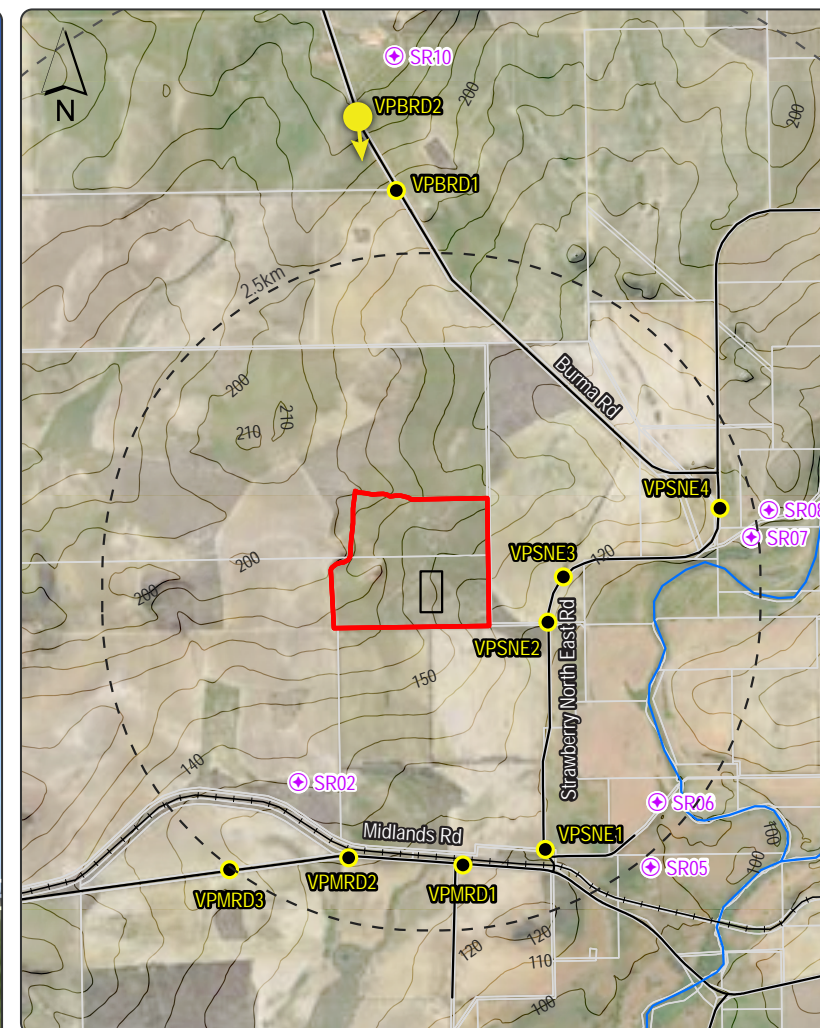 SR10
200
VPBRD2
200
N
VPBRD1
2.5km
Burma Rd
200
210
210
VPSNE4
SR08
SR07
VPSNE3
120
200
200
VPSNE2
Strawberry North East Rd
150
140
SR02
SR06
Midlands Rd
VPSNE1
100
100
SR05
VPMRD2
VPMRD1
VPMRD3
120
120
110
100